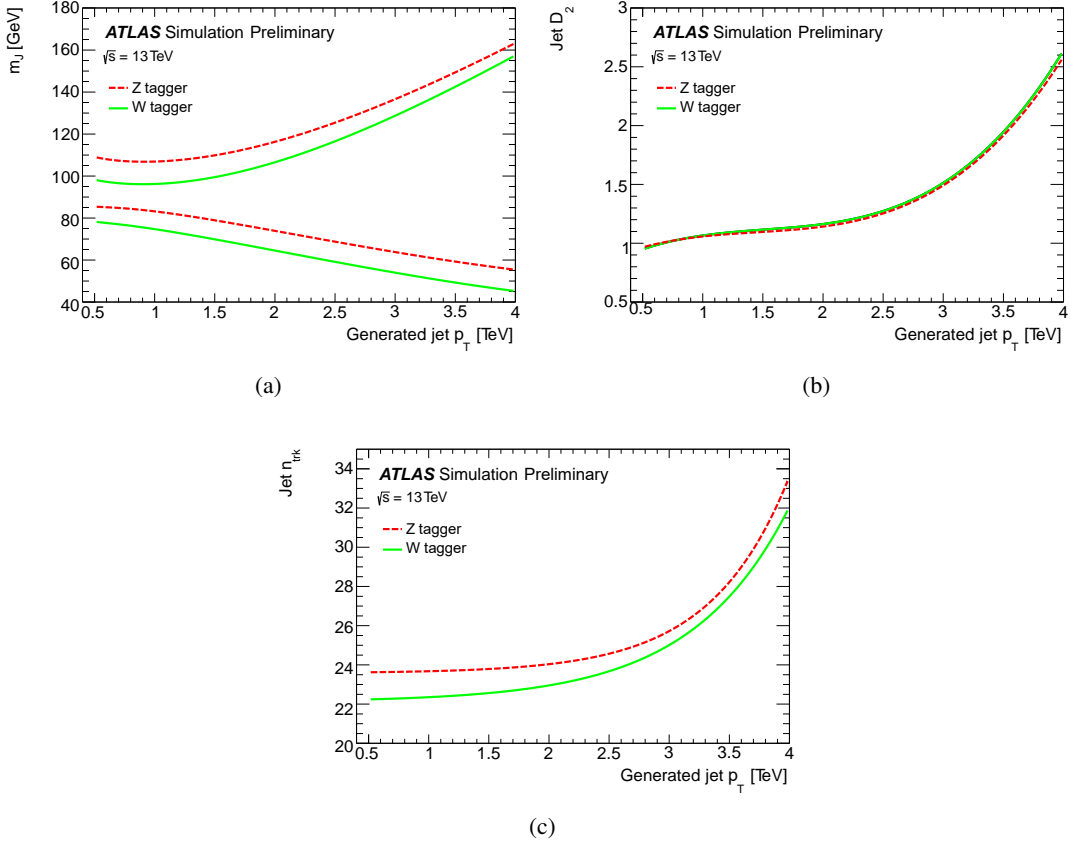 180
160
140
120
100
80
60
40
m_J [GeV]
ATLAS Simulation Preliminary
√s = 13 TeV
Z tagger
W tagger
0.5 1 1.5 2 2.5 3 3.5 4
Generated jet p_T [TeV]
(a)
3
2.5
2
1.5
1
0.5
Jet D_2
ATLAS Simulation Preliminary
√s = 13 TeV
Z tagger
W tagger
0.5 1 1.5 2 2.5 3 3.5 4
Generated jet p_T [TeV]
(b)
34
32
30
28
26
24
22
20
Jet n_trk
ATLAS Simulation Preliminary
√s = 13 TeV
Z tagger
W tagger
0.5 1 1.5 2 2.5 3 3.5 4
Generated jet p_T [TeV]
(c)